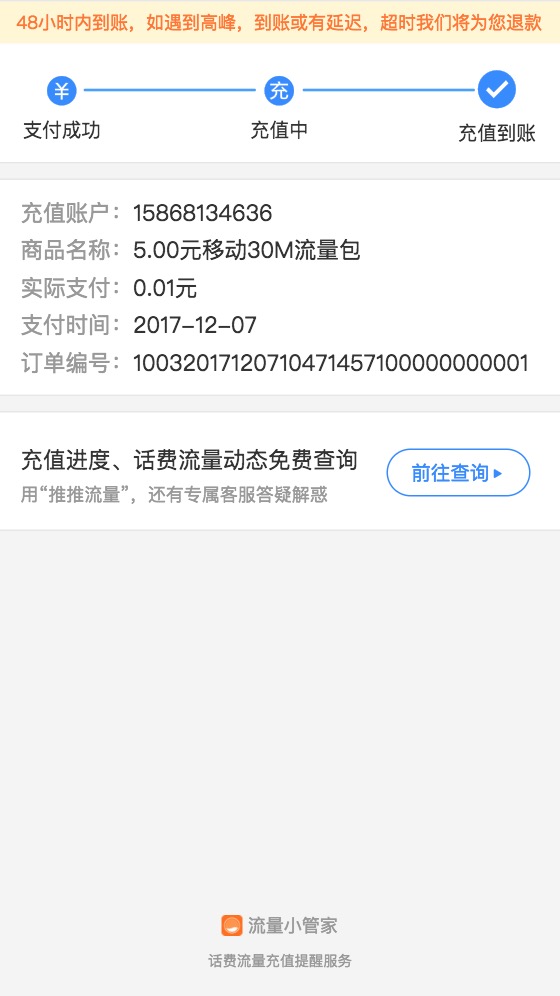 48小时内到账，如遇到高峰，到账或有延迟，超时我们将为您退款
¥ 充
支付成功 充值中 充值到账
充值账户：15868134636
商品名称：5.00元移动30M流量包
实际支付：0.01元
支付时间：2017-12-07
订单编号：100320171207104714571000000000001
充值进度、话费流量动态免费查询
前往查询▸
用“推推流量”，还有专属客服答疑解惑
流量小管家
话费流量充值提醒服务